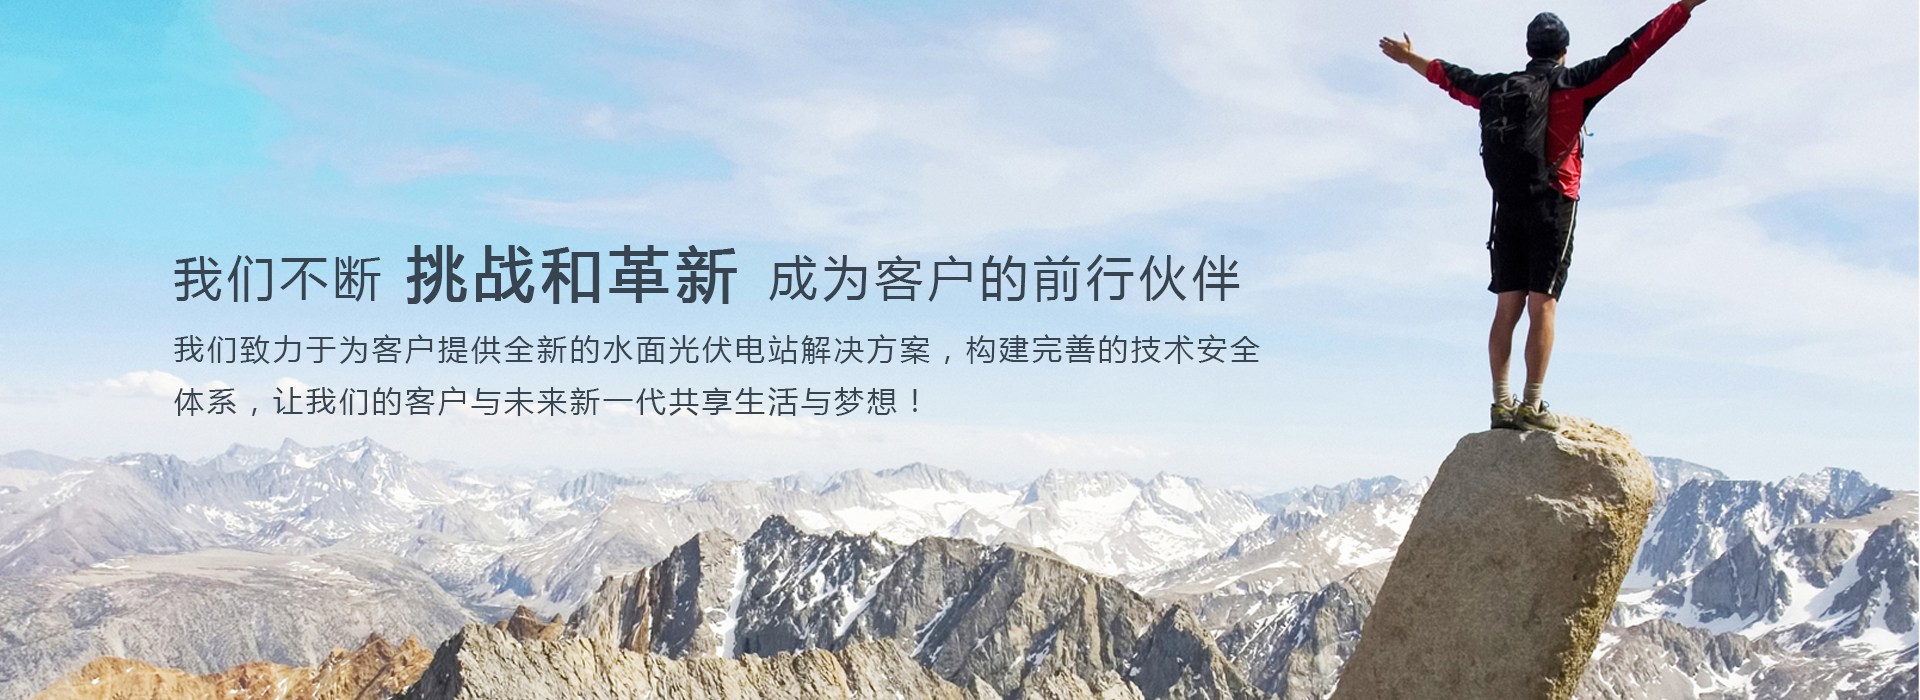 我们不断 挑战和革新 成为客户的前行伙伴
我们致力于为客户提供全新的水面光伏电站解决方案，构建完善的技术安全
体系，让我们的客户与未来新一代共享生活与梦想！